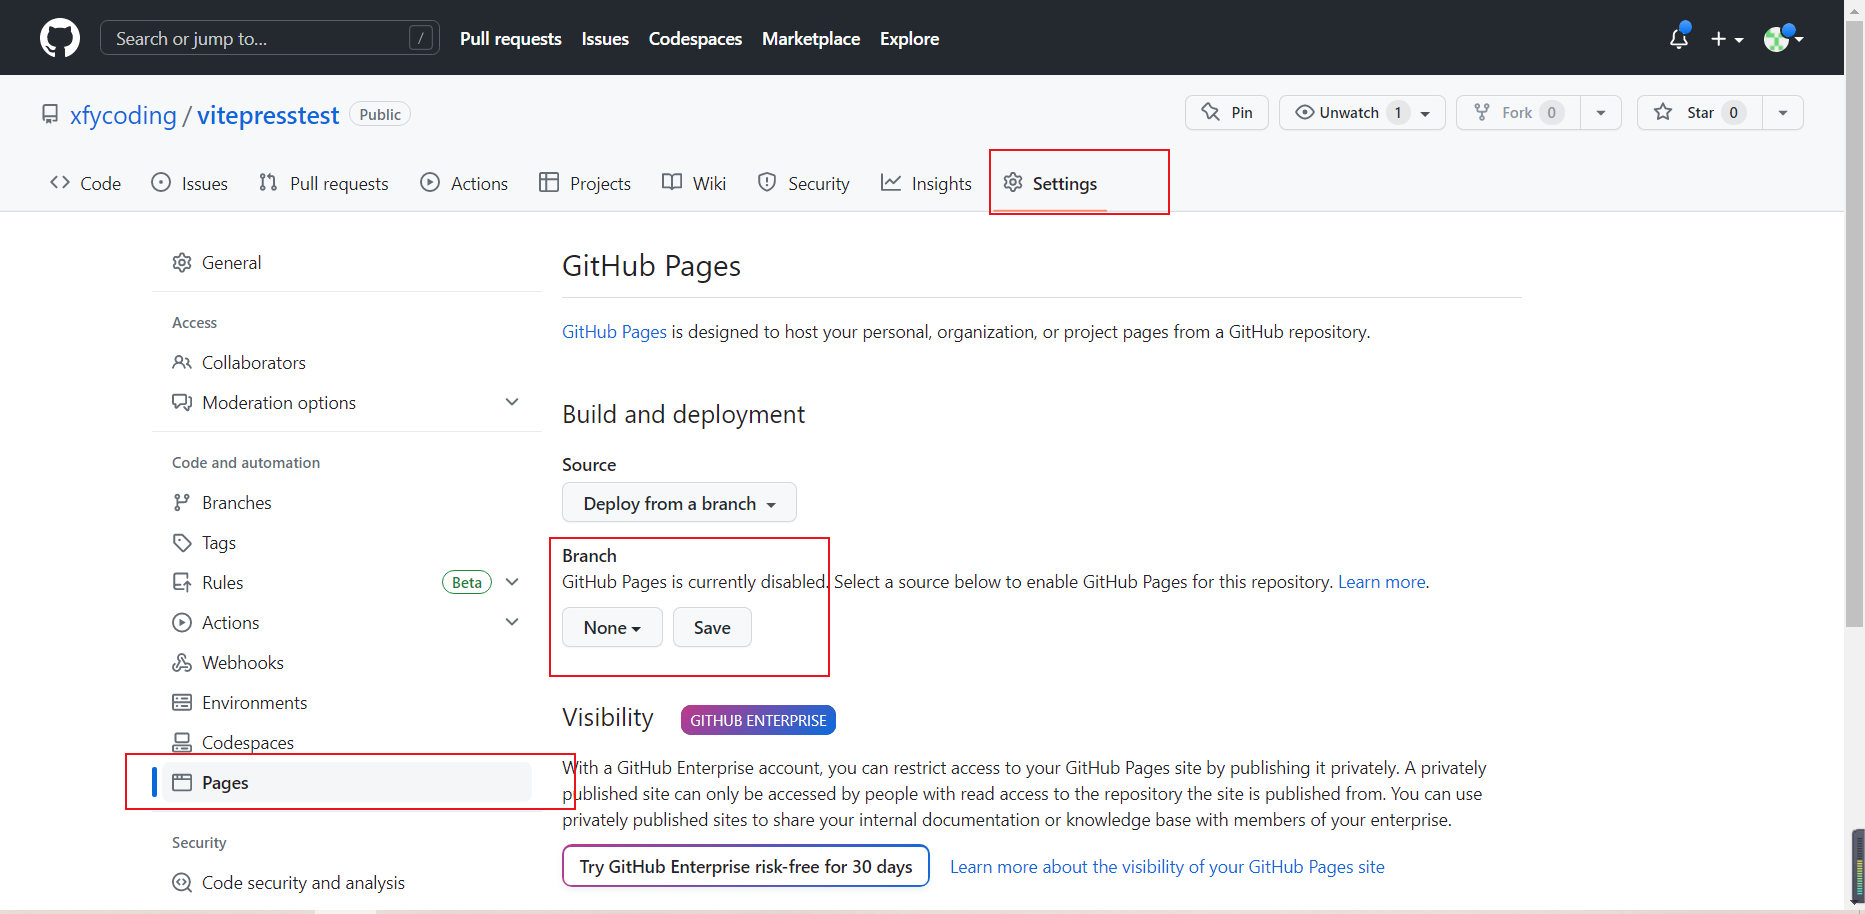 Search or jump to... /
Pull requests Issues Codespaces Marketplace Explore
xfycoding / vitepresstest Public
Pin Unwatch 1 Fork 0 Star 0
Code Issues Pull requests Actions Projects Wiki Security Insights Settings
General
Access
Collaborators
Moderation options
Code and automation
Branches
Tags
Rules Beta
Actions
Webhooks
Environments
Codespaces
Pages
Security
Code security and analysis
GitHub Pages
GitHub Pages is designed to host your personal, organization, or project pages from a GitHub repository.
Build and deployment
Source
Deploy from a branch
Branch
GitHub Pages is currently disabled. Select a source below to enable GitHub Pages for this repository. Learn more.
None Save
Visibility GITHUB ENTERPRISE
With a GitHub Enterprise account, you can restrict access to your GitHub Pages site by publishing it privately. A privately
published site can only be accessed by people with read access to the repository the site is published from. You can use
privately published sites to share your internal documentation or knowledge base with members of your enterprise.
Try GitHub Enterprise risk-free for 30 days Learn more about the visibility of your GitHub Pages site